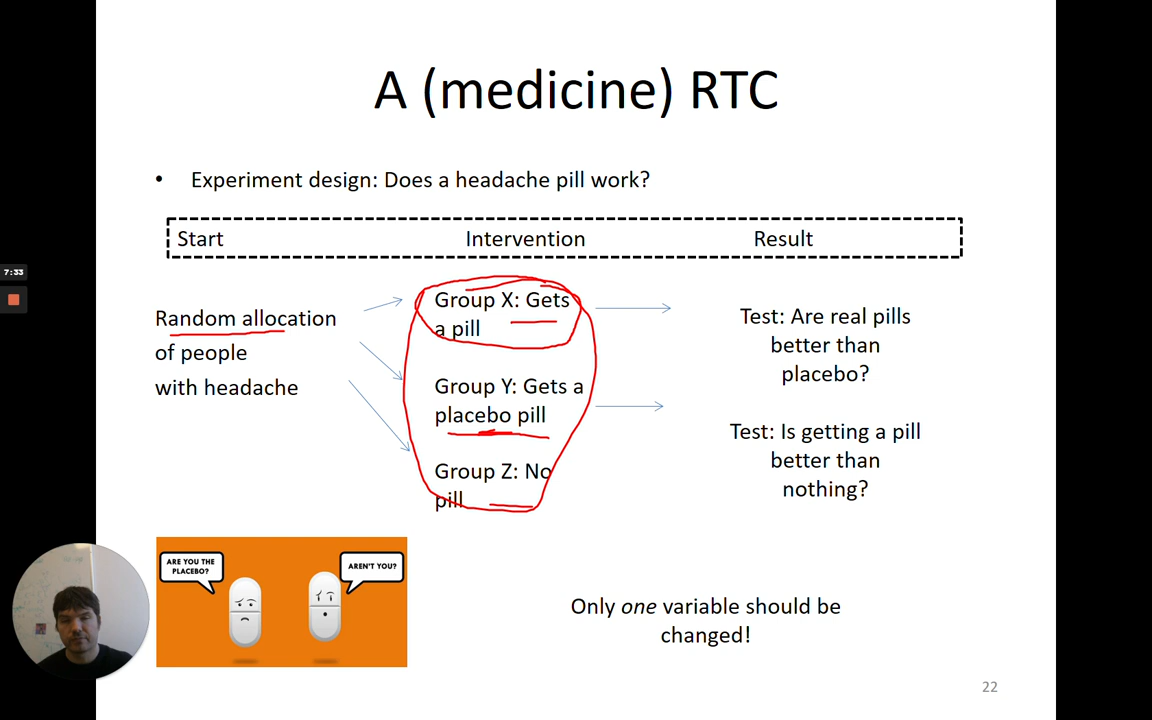 A (medicine) RTC
• Experiment design: Does a headache pill work?
Start Intervention Result
7:33
Random allocation
of people
with headache
Group X: Gets
a pill
Group Y: Gets a
placebo pill
Group Z: No
pill
Test: Are real pills
better than
placebo?
Test: Is getting a pill
better than
nothing?
ARE YOU THE
PLACEBO?
AREN'T YOU?
Only one variable should be
changed!
22